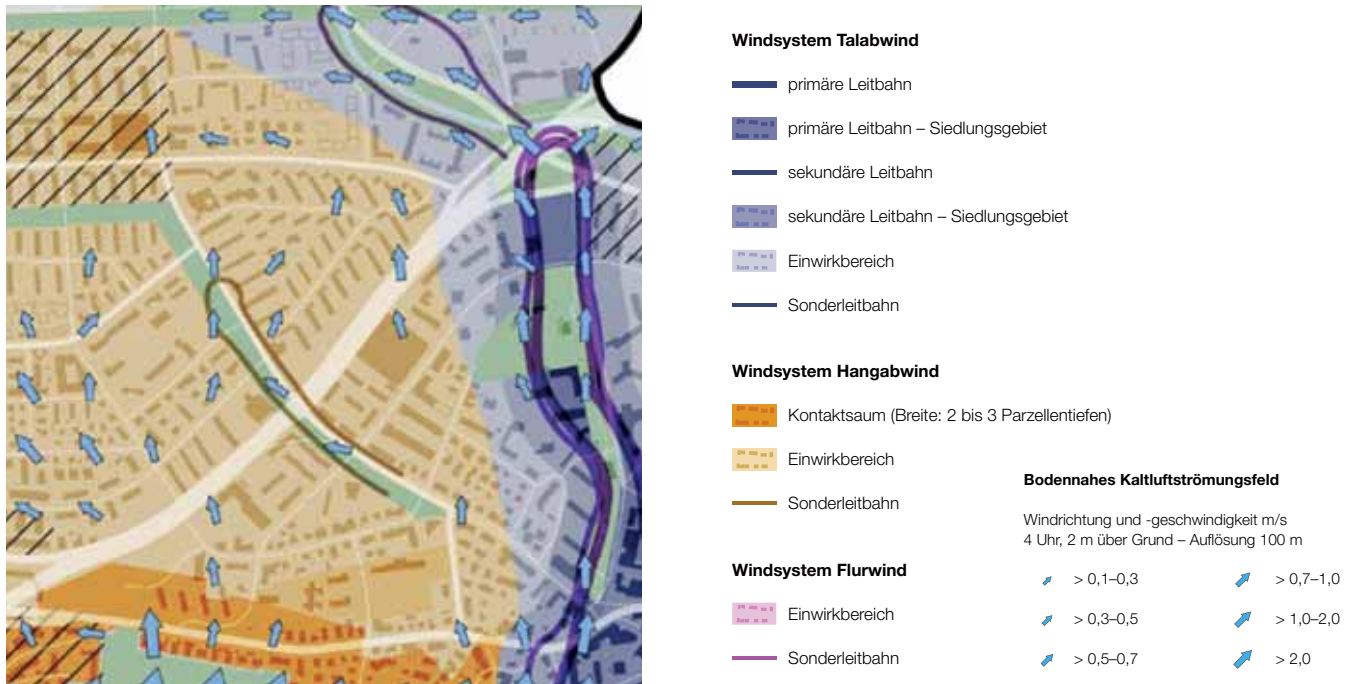 Windsystem Talabwind
primäre Leitbahn
primäre Leitbahn – Siedlungsgebiet
sekundäre Leitbahn
sekundäre Leitbahn – Siedlungsgebiet
Einwirkbereich
Sonderleitbahn
Windsystem Hangabwind
Kontaktsaum (Breite: 2 bis 3 Parzellentiefen)
Einwirkbereich
Sonderleitbahn
Windsystem Flurwind
Einwirkbereich
Sonderleitbahn
Bodennahes Kaltluftströmungsfeld
Windrichtung und -geschwindigkeit m/s
4 Uhr, 2 m über Grund – Auflösung 100 m
> 0,1–0,3
> 0,7–1,0
> 0,3–0,5
> 1,0–2,0
> 0,5–0,7
> 2,0